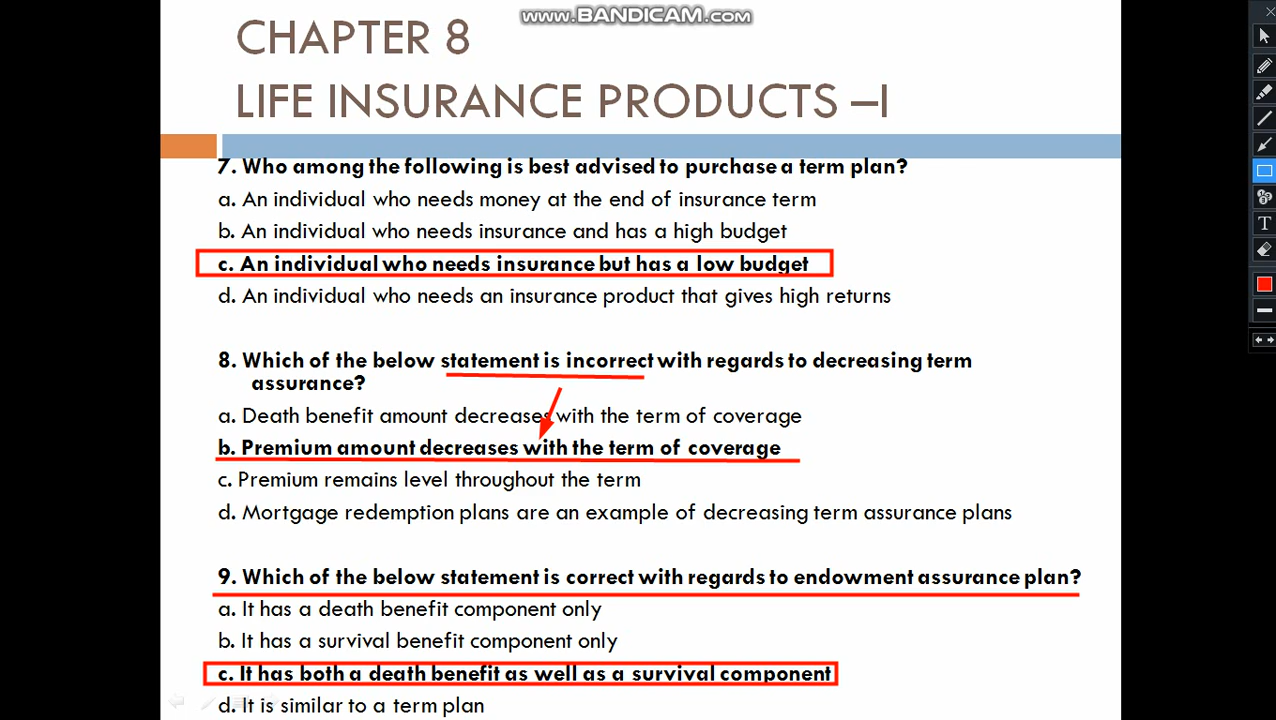 www.BANDICAM.com
CHAPTER 8
LIFE INSURANCE PRODUCTS –I
7. Who among the following is best advised to purchase a term plan?
a. An individual who needs money at the end of insurance term
b. An individual who needs insurance and has a high budget
c. An individual who needs insurance but has a low budget
d. An individual who needs an insurance product that gives high returns
8. Which of the below statement is incorrect with regards to decreasing term
assurance?
a. Death benefit amount decreases with the term of coverage
b. Premium amount decreases with the term of coverage
c. Premium remains level throughout the term
d. Mortgage redemption plans are an example of decreasing term assurance plans
9. Which of the below statement is correct with regards to endowment assurance plan?
a. It has a death benefit component only
b. It has a survival benefit component only
c. It has both a death benefit as well as a survival component
d. It is similar to a term plan